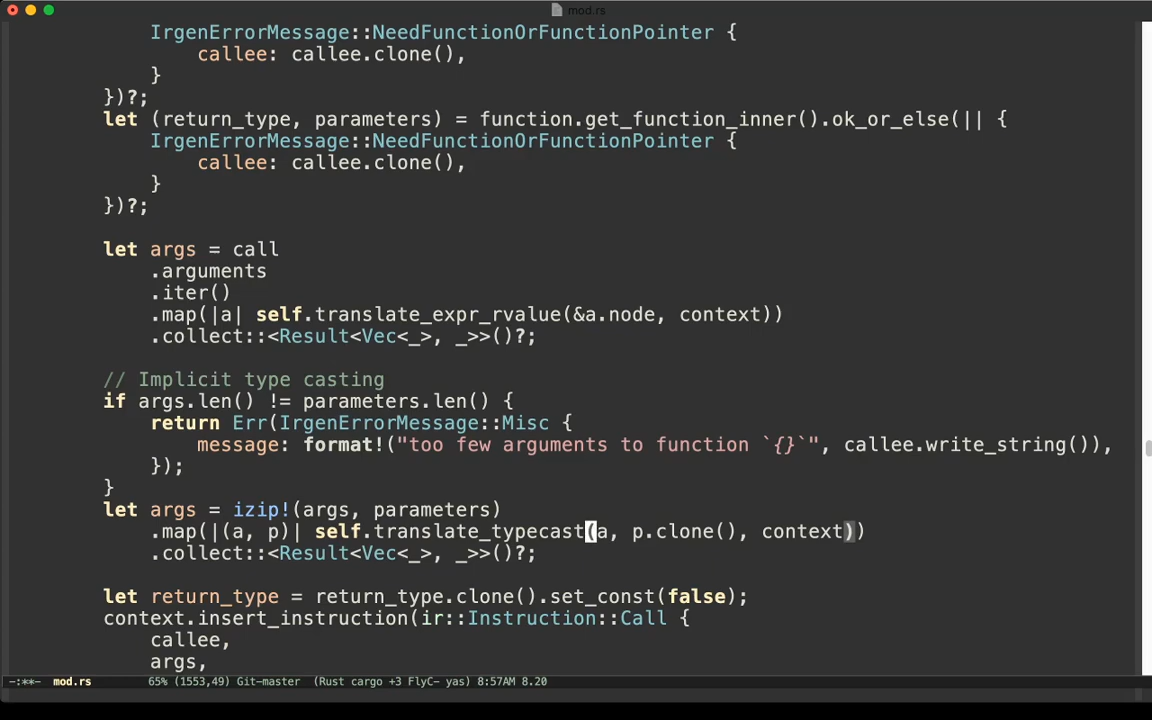 mod.rs
            IrgenErrorMessage::NeedFunctionOrFunctionPointer {
                callee: callee.clone(),
            }
        })?;
        let (return_type, parameters) = function.get_function_inner().ok_or_else(|| {
            IrgenErrorMessage::NeedFunctionOrFunctionPointer {
                callee: callee.clone(),
            }
        })?;

        let args = call
            .arguments
            .iter()
            .map(|a| self.translate_expr_rvalue(&a.node, context))
            .collect::<Result<Vec<_>, _>>()?;

        // Implicit type casting
        if args.len() != parameters.len() {
            return Err(IrgenErrorMessage::Misc {
                message: format!("too few arguments to function `{}`", callee.write_string()),
            });
        }
        let args = izip!(args, parameters)
            .map(|(a, p)| self.translate_typecast(a, p.clone(), context))
            .collect::<Result<Vec<_>, _>>()?;

        let return_type = return_type.clone().set_const(false);
        context.insert_instruction(ir::Instruction::Call {
            callee,
            args,
-:**-  mod.rs         65% (1553,49) Git-master  (Rust cargo +3 FlyC- yas) 8:57AM 8.20